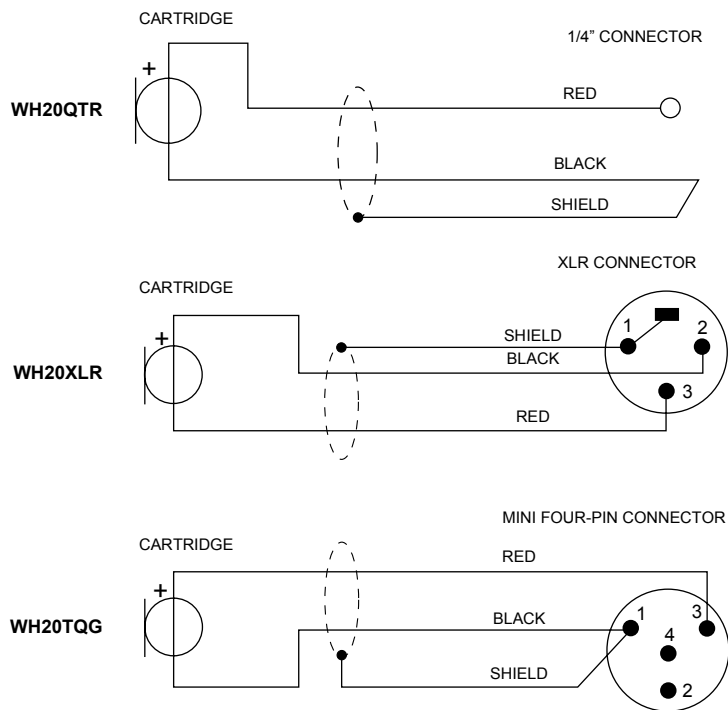 CARTRIDGE
1/4” CONNECTOR
+
WH20QTR
RED
BLACK
SHIELD
XLR CONNECTOR
CARTRIDGE
+
WH20XLR
SHIELD
BLACK
1
2
3
RED
MINI FOUR-PIN CONNECTOR
CARTRIDGE
RED
+
WH20TQG
BLACK
1
3
4
SHIELD
2